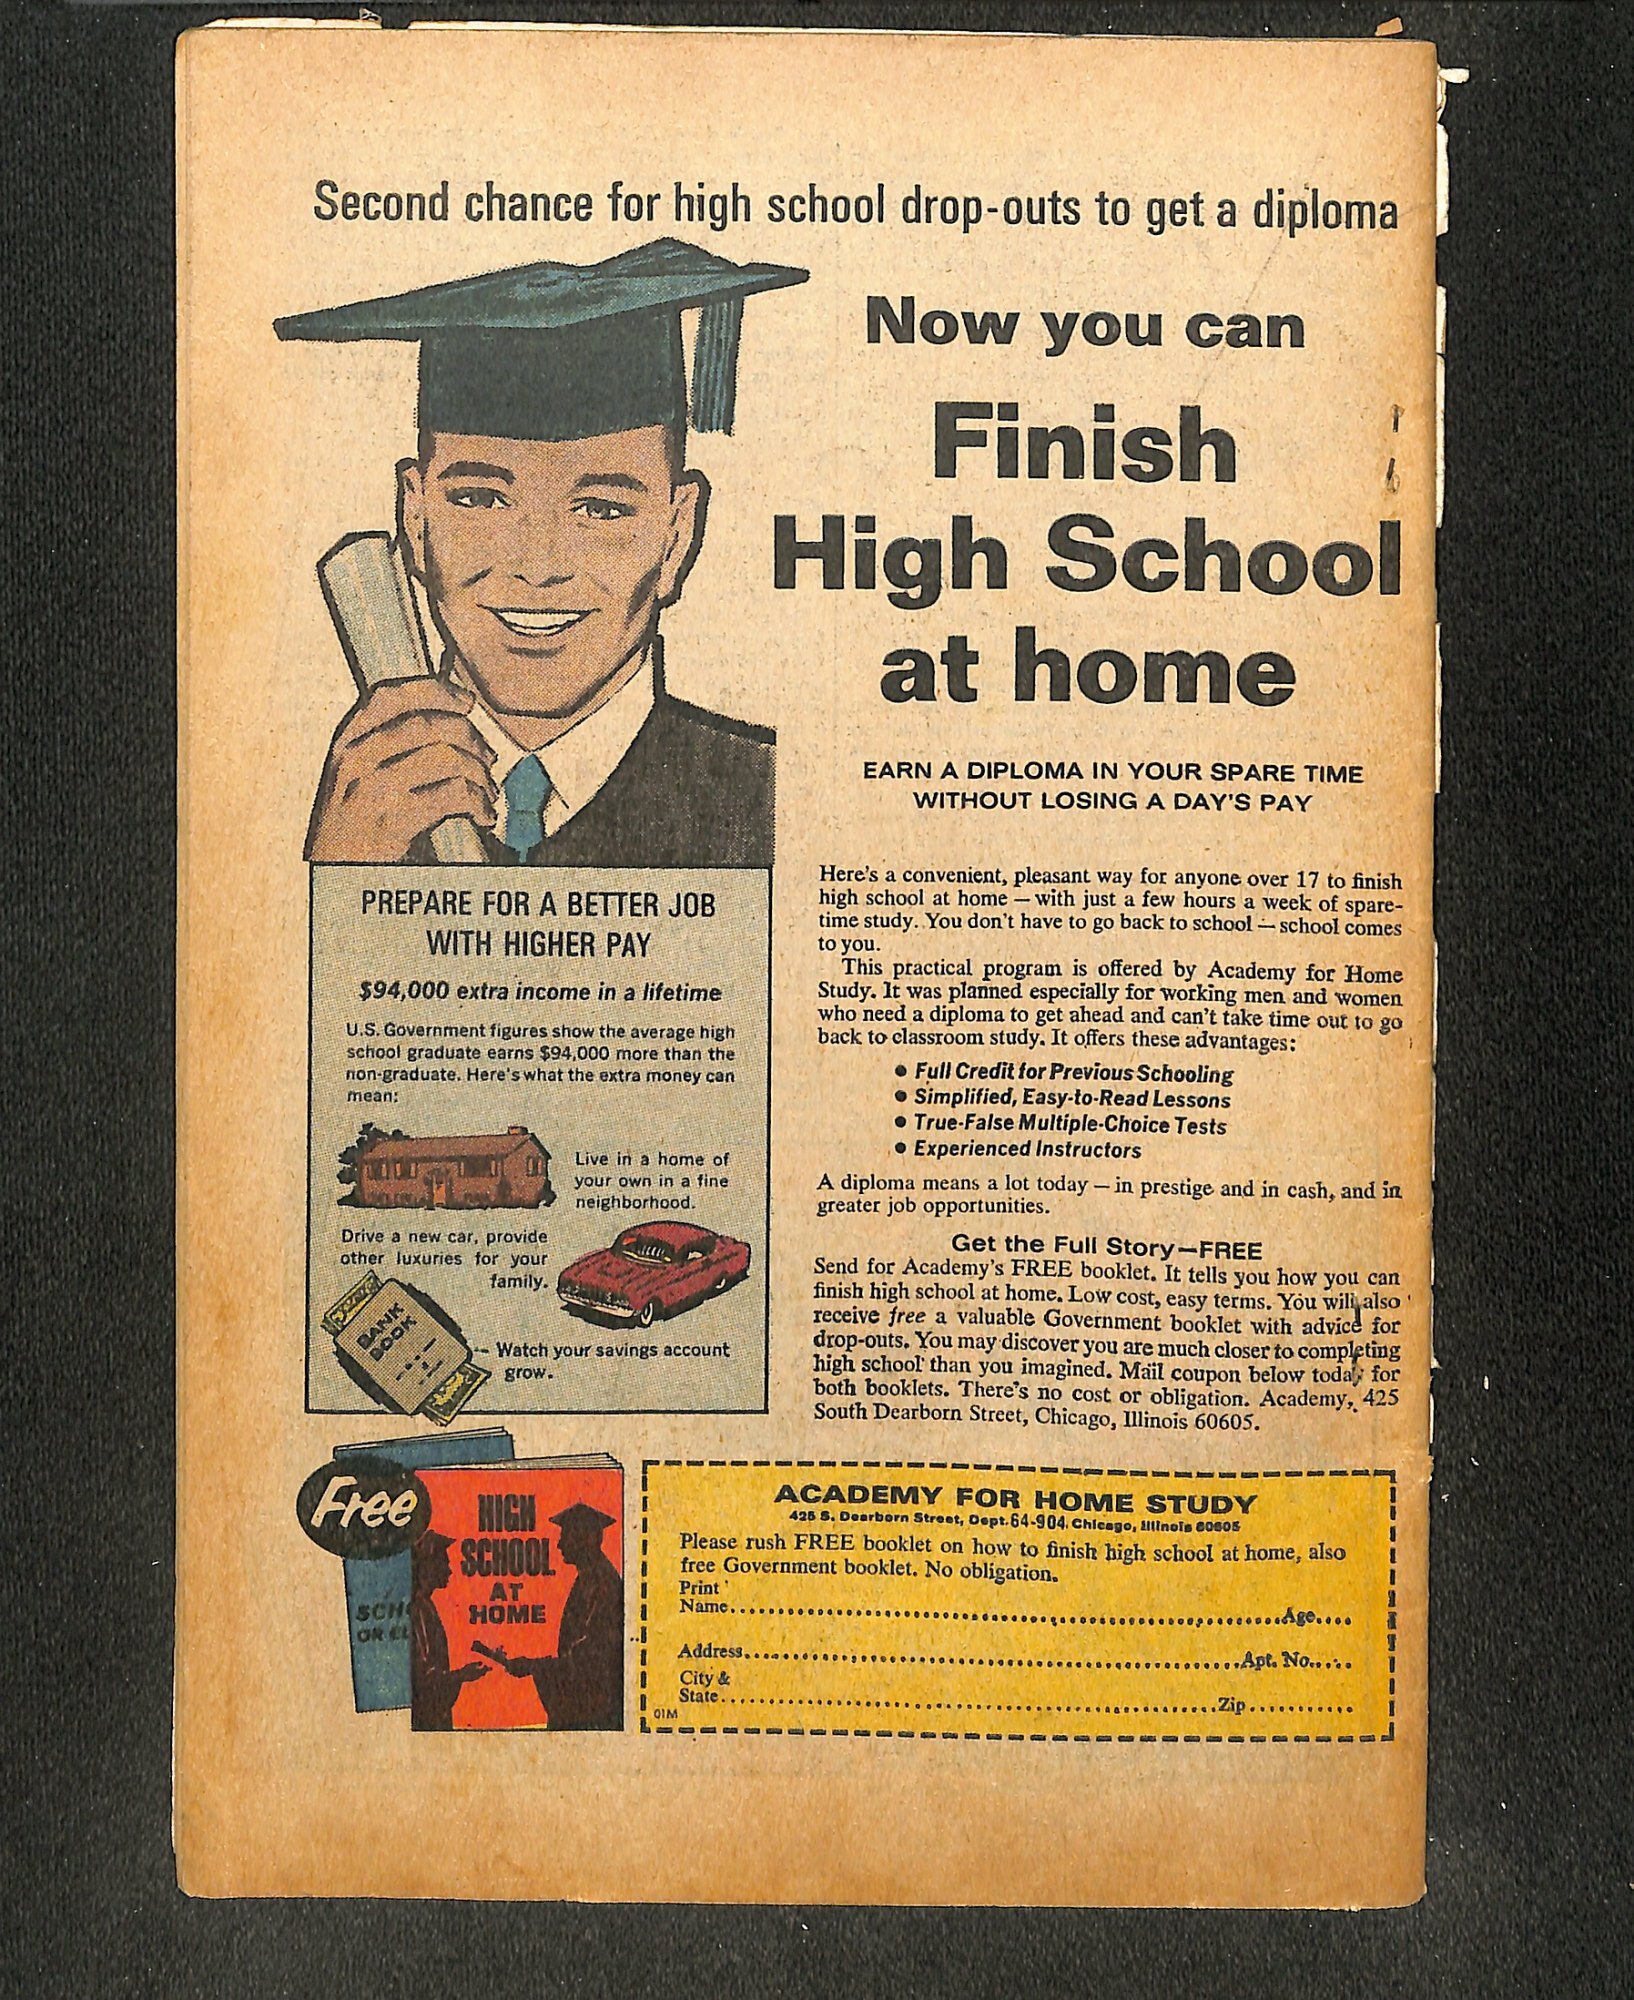 Second chance for high school drop-outs to get a diploma
Now you can
Finish
High School
at home
EARN A DIPLOMA IN YOUR SPARE TIME
WITHOUT LOSING A DAY'S PAY
Here's a convenient, pleasant way for anyone over 17 to finish
high school at home — with just a few hours a week of spare-
time study. You don't have to go back to school — school comes
to you.
This practical program is offered by Academy for Home
Study. It was planned especially for working men and women
who need a diploma to get ahead and can't take time out to go
back to classroom study. It offers these advantages:
• Full Credit for Previous Schooling
• Simplified, Easy-to-Read Lessons
• True-False Multiple-Choice Tests
• Experienced Instructors
A diploma means a lot today — in prestige and in cash, and in
greater job opportunities.
Get the Full Story—FREE
Send for Academy's FREE booklet. It tells you how you can
finish high school at home. Low cost, easy terms. You will also
receive free a valuable Government booklet with advice for
drop-outs. You may discover you are much closer to completing
high school than you imagined. Mail coupon below today for
both booklets. There's no cost or obligation. Academy, 425
South Dearborn Street, Chicago, Illinois 60605.
PREPARE FOR A BETTER JOB
WITH HIGHER PAY
$94,000 extra income in a lifetime
U.S. Government figures show the average high
school graduate earns $94,000 more than the
non-graduate. Here's what the extra money can
mean:
Live in a home of
your own in a fine
neighborhood.
Drive a new car, provide
other luxuries for your
family.
BANK
BOOK
Watch your savings account
grow.
Free
HIGH
SCHOOL
AT
HOME
SCH
OR
ACADEMY FOR HOME STUDY
425 S. Dearborn Street, Dept. 64-904, Chicago, Illinois 60605
Please rush FREE booklet on how to finish high school at home, also
free Government booklet. No obligation.
Print
Name..........Age....
Address..........Apt. No.....
City &
State..........Zip..........
01M